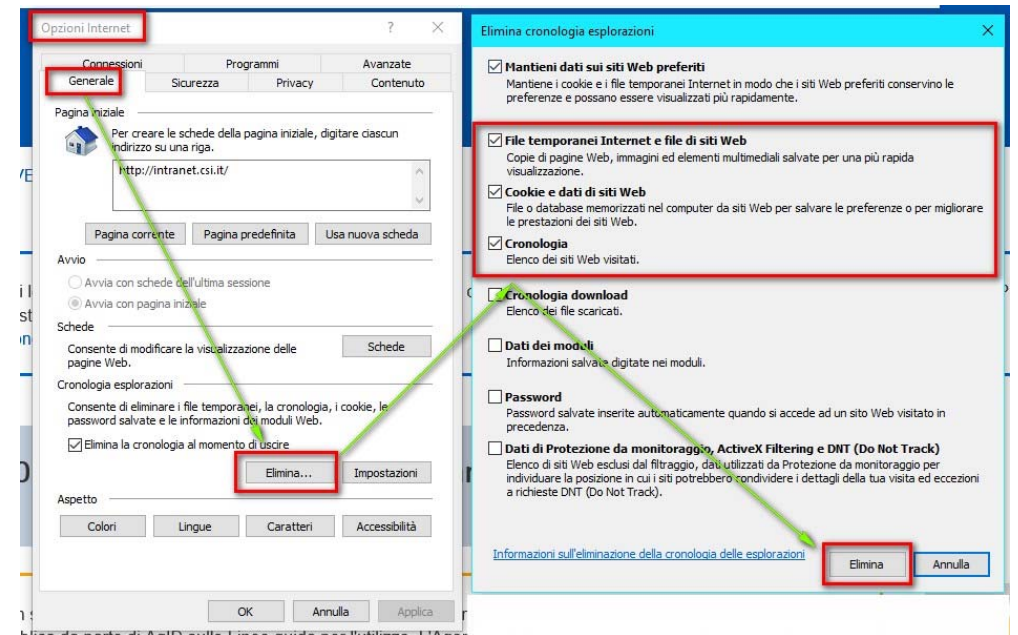 Opzioni Internet
Connessioni Programmi Avanzate
Generale Sicurezza Privacy Contenuto
Pagina iniziale
Per creare le schede della pagina iniziale, digitare ciascun
indirizzo su una riga.
http://intranet.csi.it/
Pagina corrente Pagina predefinita Usa nuova scheda
Avvio
Avvia con schede dell'ultima sessione
Avvia con pagina iniziale
Schede
Consente di modificare la visualizzazione delle
pagine Web.
Schede
Cronologia esplorazioni
Consente di eliminare i file temporanei, la cronologia, i cookie, le
password salvate e le informazioni dei moduli Web.
Elimina la cronologia al momento di uscire
Elimina... Impostazioni
Aspetto
Colori Lingue Caratteri Accessibilità
OK Annulla Applica
Elimina cronologia esplorazioni
Mantieni dati sui siti Web preferiti
Mantiene i cookie e i file temporanei Internet in modo che i siti Web preferiti conservino le
preferenze e possano essere visualizzati più rapidamente.
File temporanei Internet e file di siti Web
Copie di pagine Web, immagini ed elementi multimediali salvate per una più rapida
visualizzazione.
Cookie e dati di siti Web
File o database memorizzati nel computer da siti Web per salvare le preferenze o per migliorare
le prestazioni dei siti Web.
Cronologia
Elenco dei siti Web visitati.
Cronologia download
Elenco dei file scaricati.
Dati dei moduli
Informazioni salvate digitate nei moduli.
Password
Password salvate inserite automaticamente quando si accede ad un sito Web visitato in
precedenza.
Dati di Protezione da monitoraggio, ActiveX Filtering e DNT (Do Not Track)
Elenco di siti Web esclusi dal filtraggio, dati utilizzati da Protezione da monitoraggio per
individuare la posizione in cui i siti potrebbero condividere i dettagli della tua visita ed eccezioni
a richieste DNT (Do Not Track).
Informazioni sull'eliminazione della cronologia delle esplorazioni
Elimina Annulla